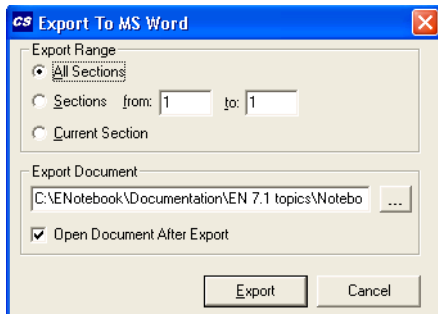 CS Export To MS Word
Export Range
All Sections
Sections from: 1 to: 1
Current Section
Export Document
C:\ENotebook\Documentation\EN 7.1 topics\Notebo ...
Open Document After Export
Export Cancel